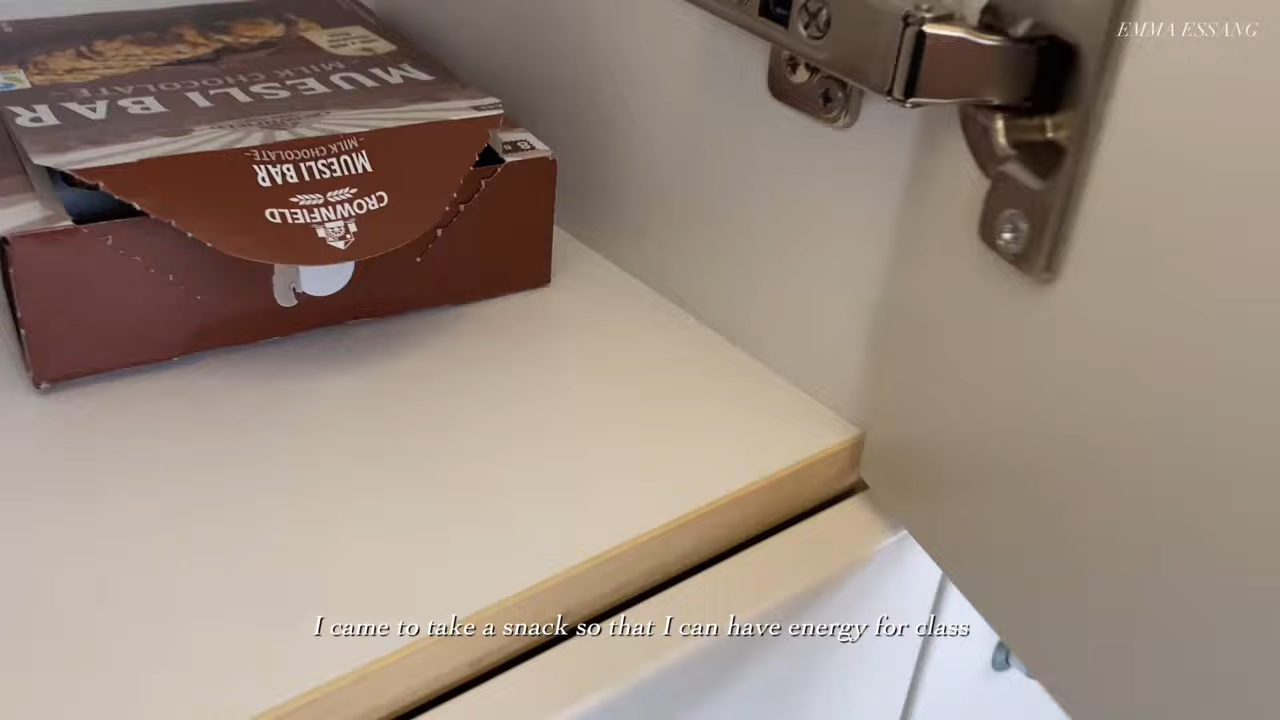 EMMA ESSANG
MUESLI BAR
MILK CHOCOLATE
MILK CHOCOLATE
MUESLI BAR
CROWNFIELD
8
I came to take a snack so that I can have energy for class